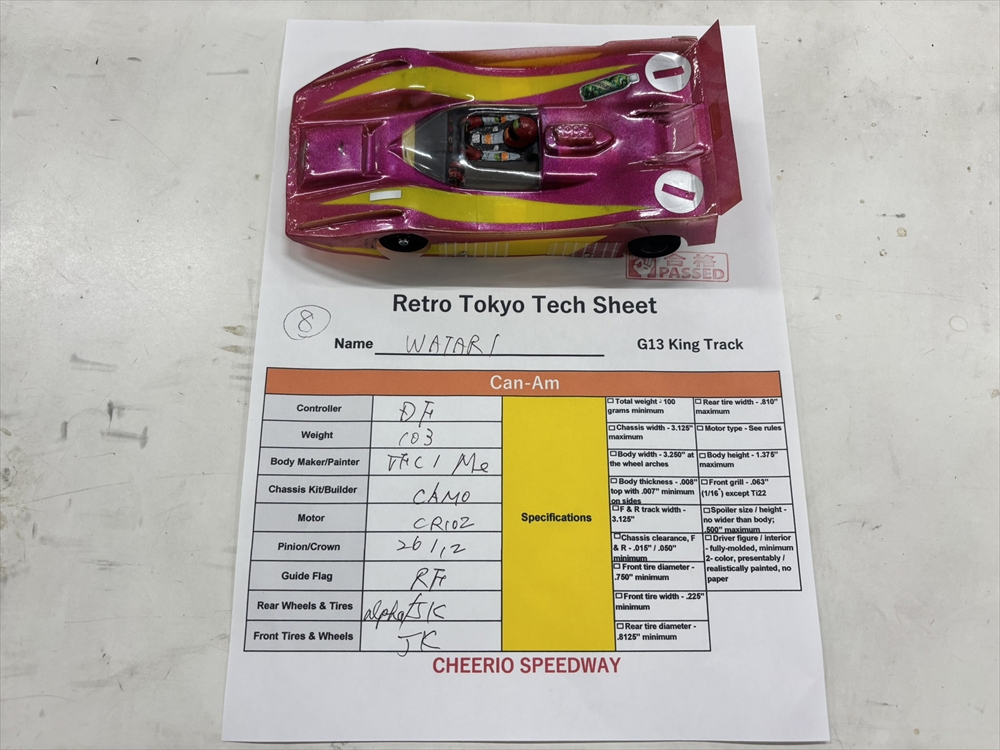 1
1
合格
PASSED
Retro Tokyo Tech Sheet
8
Name WATARI
G13 King Track
Can-Am
Controller DF
Weight 103
Body Maker/Painter / Me
Chassis Kit/Builder CAMO
Motor CR102
Pinion/Crown
Guide Flag RF
Rear Wheels & Tires alpha/JK
Front Tires & Wheels JK
Specifications
☐ Total weight - 100
grams minimum
☐ Chassis width - 3.125"
maximum
☐ Body width - 3.250" at
the wheel arches
☐ Body thickness - .008"
top with .007" minimum
on sides
☐ F & R track width -
3.125"
☐ Chassis clearance, F
& R - .015" / .050"
minimum
☐ Front tire diameter -
.750" minimum
☐ Front tire width - .225"
minimum
☐ Rear tire diameter -
.8125" minimum
☐ Rear tire width - .810"
maximum
☐ Motor type - See rules
☐ Body height - 1.375"
maximum
☐ Front grill - .063"
(1/16") except Ti22
☐ Spoiler size / height -
no wider than body;
.500" maximum
☐ Driver figure / interior
- fully-molded, minimum
2- color, presentably /
realistically painted, no
paper
CHEERIO SPEEDWAY